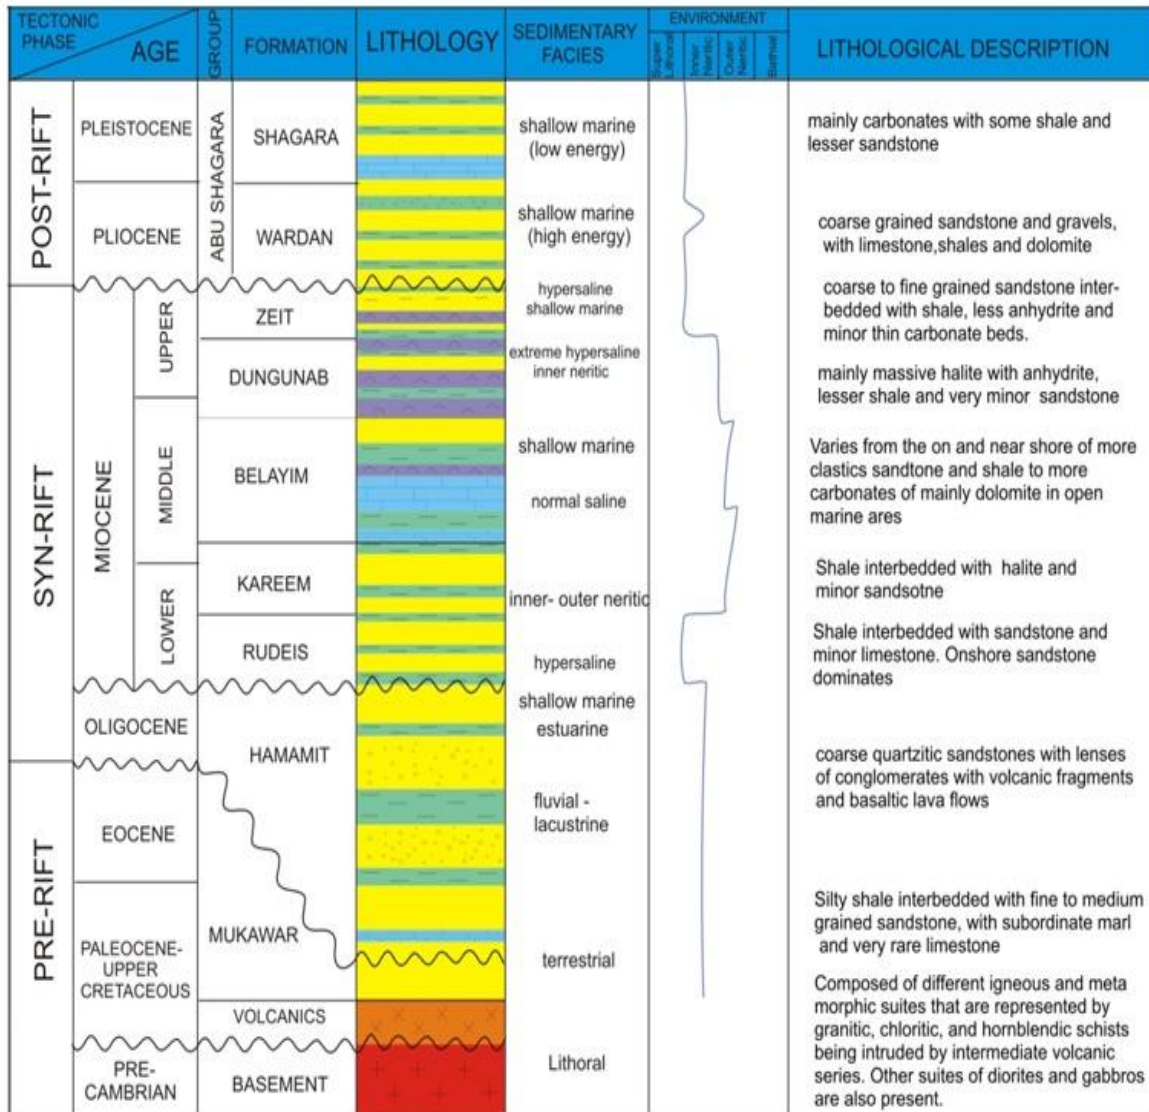 TECTONIC
PHASE
AGE
GROUP
FORMATION
LITHOLOGY
SEDIMENTARY
FACIES
ENVIRONMENT
Super
Lithoral
Inner
Neritic
Outer
Neritic
Bathial
LITHOLOGICAL DESCRIPTION
POST-RIFT
PLEISTOCENE
ABU SHAGARA
SHAGARA
shallow marine
(low energy)
mainly carbonates with some shale and
lesser sandstone
PLIOCENE
WARDAN
shallow marine
(high energy)
coarse grained sandstone and gravels,
with limestone,shales and dolomite
SYN-RIFT
MIOCENE
UPPER
ZEIT
hypersaline
shallow marine
coarse to fine grained sandstone inter-
bedded with shale, less anhydrite and
minor thin carbonate beds.
DUNGUNAB
extreme hypersaline
inner neritic
mainly massive halite with anhydrite,
lesser shale and very minor sandstone
MIDDLE
BELAYIM
shallow marine
normal saline
Varies from the on and near shore of more
clastics sandtone and shale to more
carbonates of mainly dolomite in open
marine ares
LOWER
KAREEM
inner- outer neritic
Shale interbedded with halite and
minor sandsotne
RUDEIS
hypersaline
Shale interbedded with sandstone and
minor limestone. Onshore sandstone
dominates
OLIGOCENE
HAMAMIT
shallow marine
estuarine
coarse quartzitic sandstones with lenses
of conglomerates with volcanic fragments
and basaltic lava flows
PRE-RIFT
EOCENE
fluvial -
lacustrine
PALEOCENE-
UPPER
CRETACEOUS
MUKAWAR
terrestrial
Silty shale interbedded with fine to medium
grained sandstone, with subordinate marl
and very rare limestone
VOLCANICS
PRE-
CAMBRIAN
BASEMENT
Lithoral
Composed of different igneous and meta
morphic suites that are represented by
granitic, chloritic, and hornblendic schists
being intruded by intermediate volcanic
series. Other suites of diorites and gabbros
are also present.